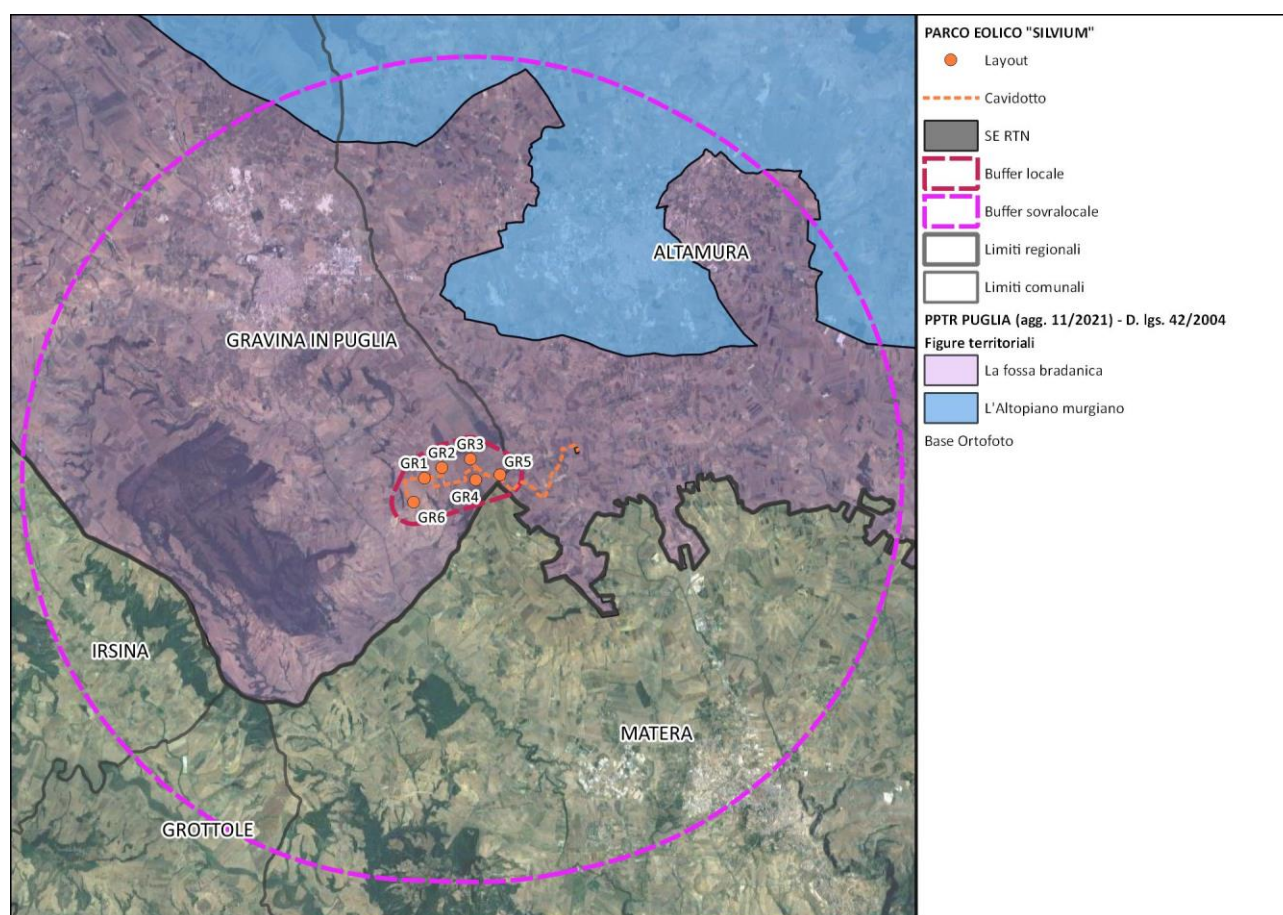 PARCO EOLICO "SILVIUM"
Layout
Cavidotto
SE RTN
Buffer locale
Buffer sovralocale
Limiti regionali
Limiti comunali
PPTR PUGLIA (agg. 11/2021) - D. lgs. 42/2004
Figure territoriali
La fossa bradanica
L'Altopiano murgiano
Base Ortofoto
ALTAMURA
GRAVINA IN PUGLIA
GR3
GR2
GR1
GR5
GR4
GR6
IRSINA
MATERA
GROTTOLE